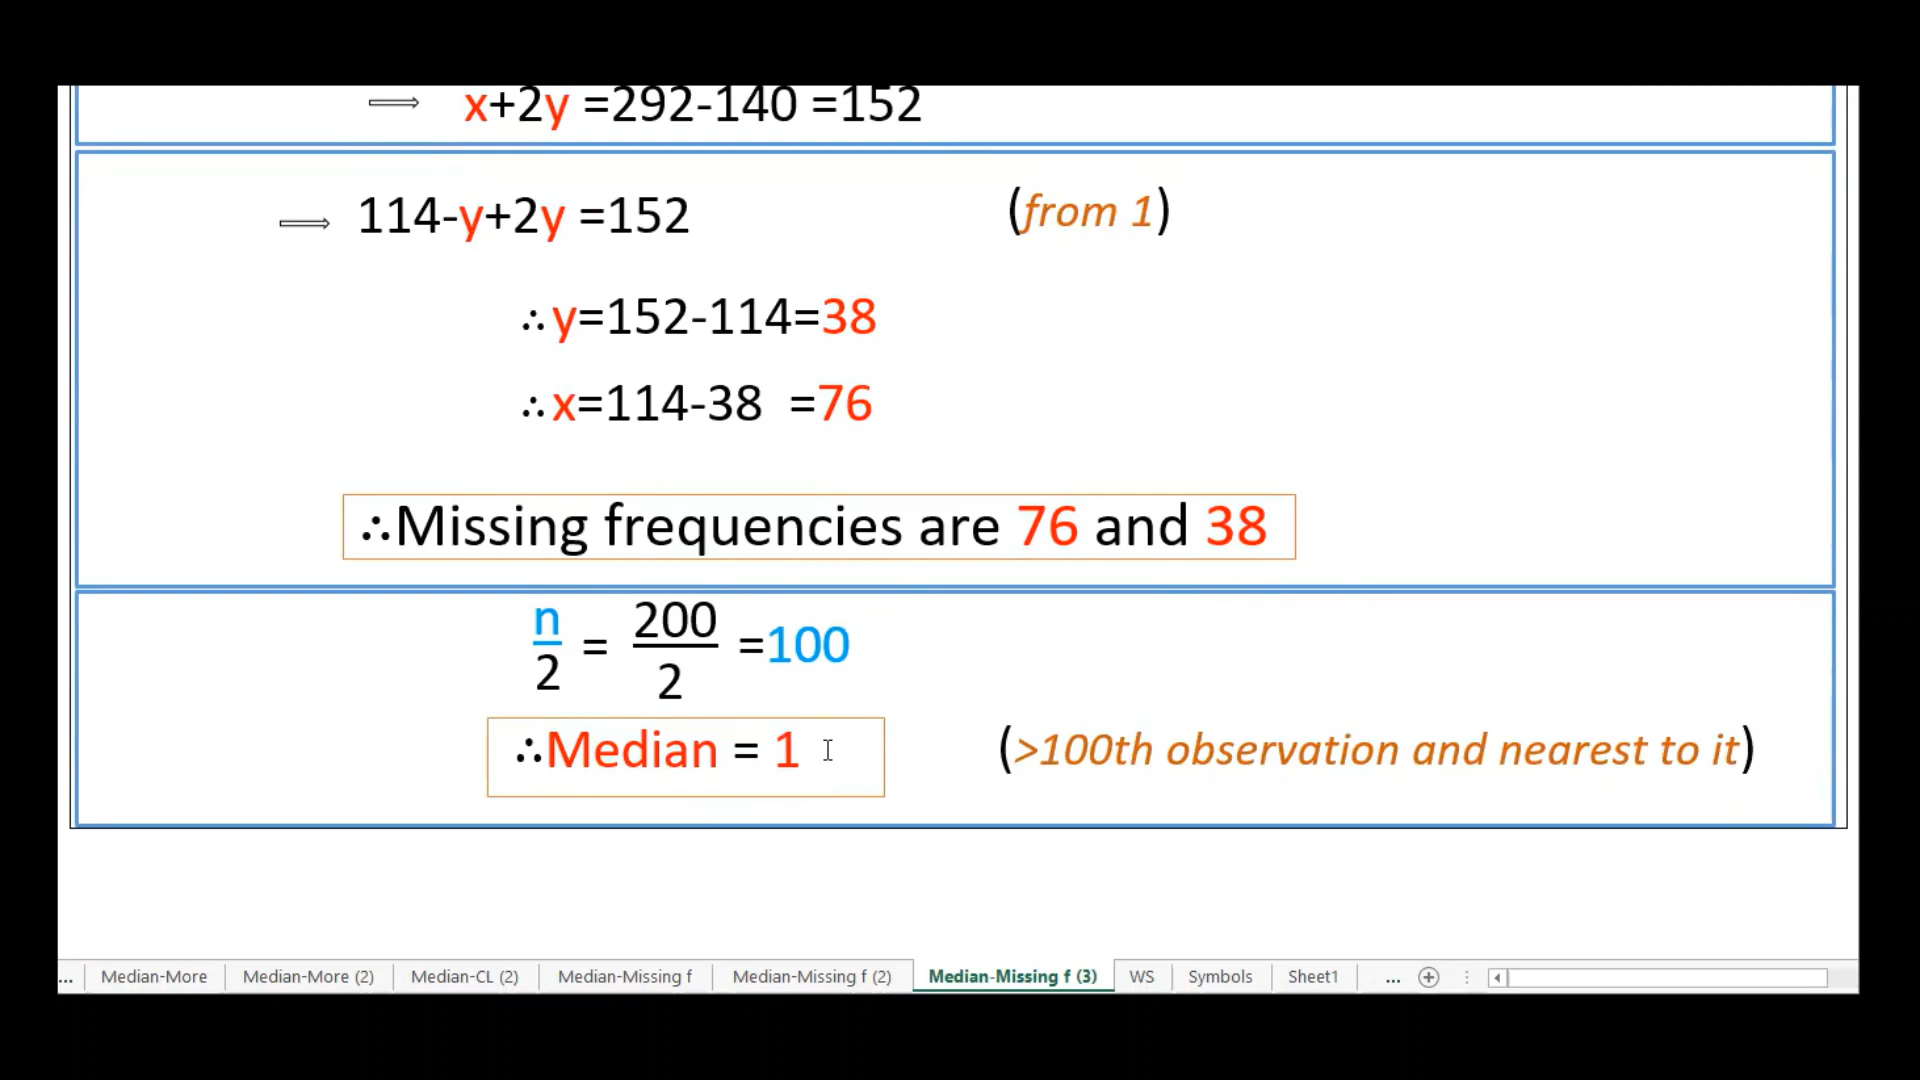 ⟹ x+2y =292-140 =152
⟹ 114-y+2y =152 (from 1)
∴y=152-114=38
∴x=114-38 =76
∴Missing frequencies are 76 and 38
n/2 = 200/2 =100
∴Median = 1 (>100th observation and nearest to it)
... Median-More Median-More (2) Median-CL (2) Median-Missing f Median-Missing f (2) Median-Missing f (3) WS Symbols Sheet1 ...